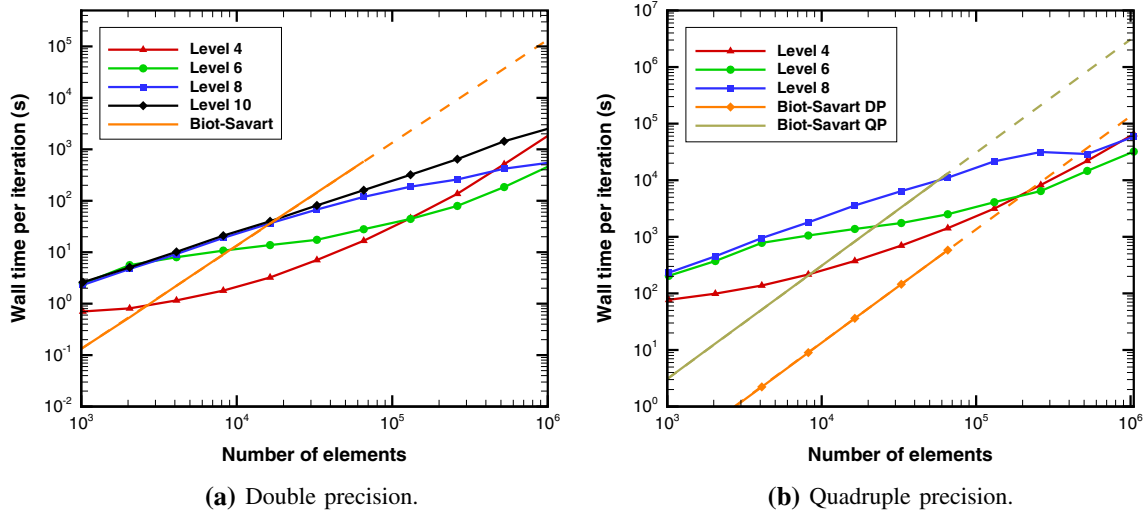 Wall time per iteration (s)
10^5
10^4
10^3
10^2
10^1
10^0
10^-1
10^-2
Level 4
Level 6
Level 8
Level 10
Biot-Savart
10^3
10^4
10^5
10^6
Number of elements
(a) Double precision.
Wall time per iteration (s)
10^7
10^6
10^5
10^4
10^3
10^2
10^1
10^0
Level 4
Level 6
Level 8
Biot-Savart DP
Biot-Savart QP
10^3
10^4
10^5
10^6
Number of elements
(b) Quadruple precision.